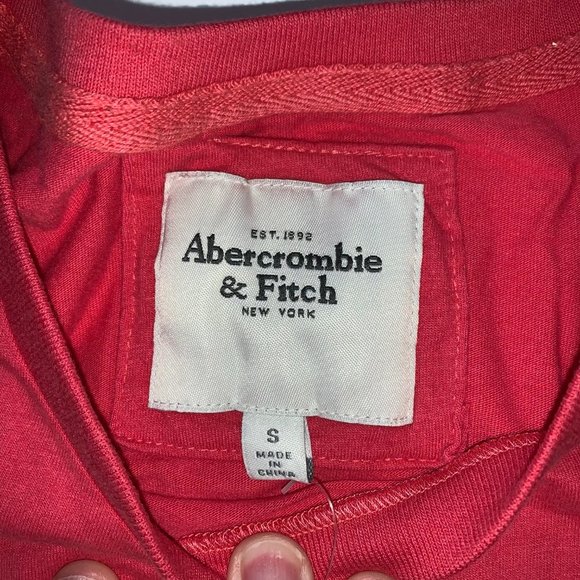 EST. 1892
Abercrombie
& Fitch
NEW YORK
S
MADE
IN
CHINA